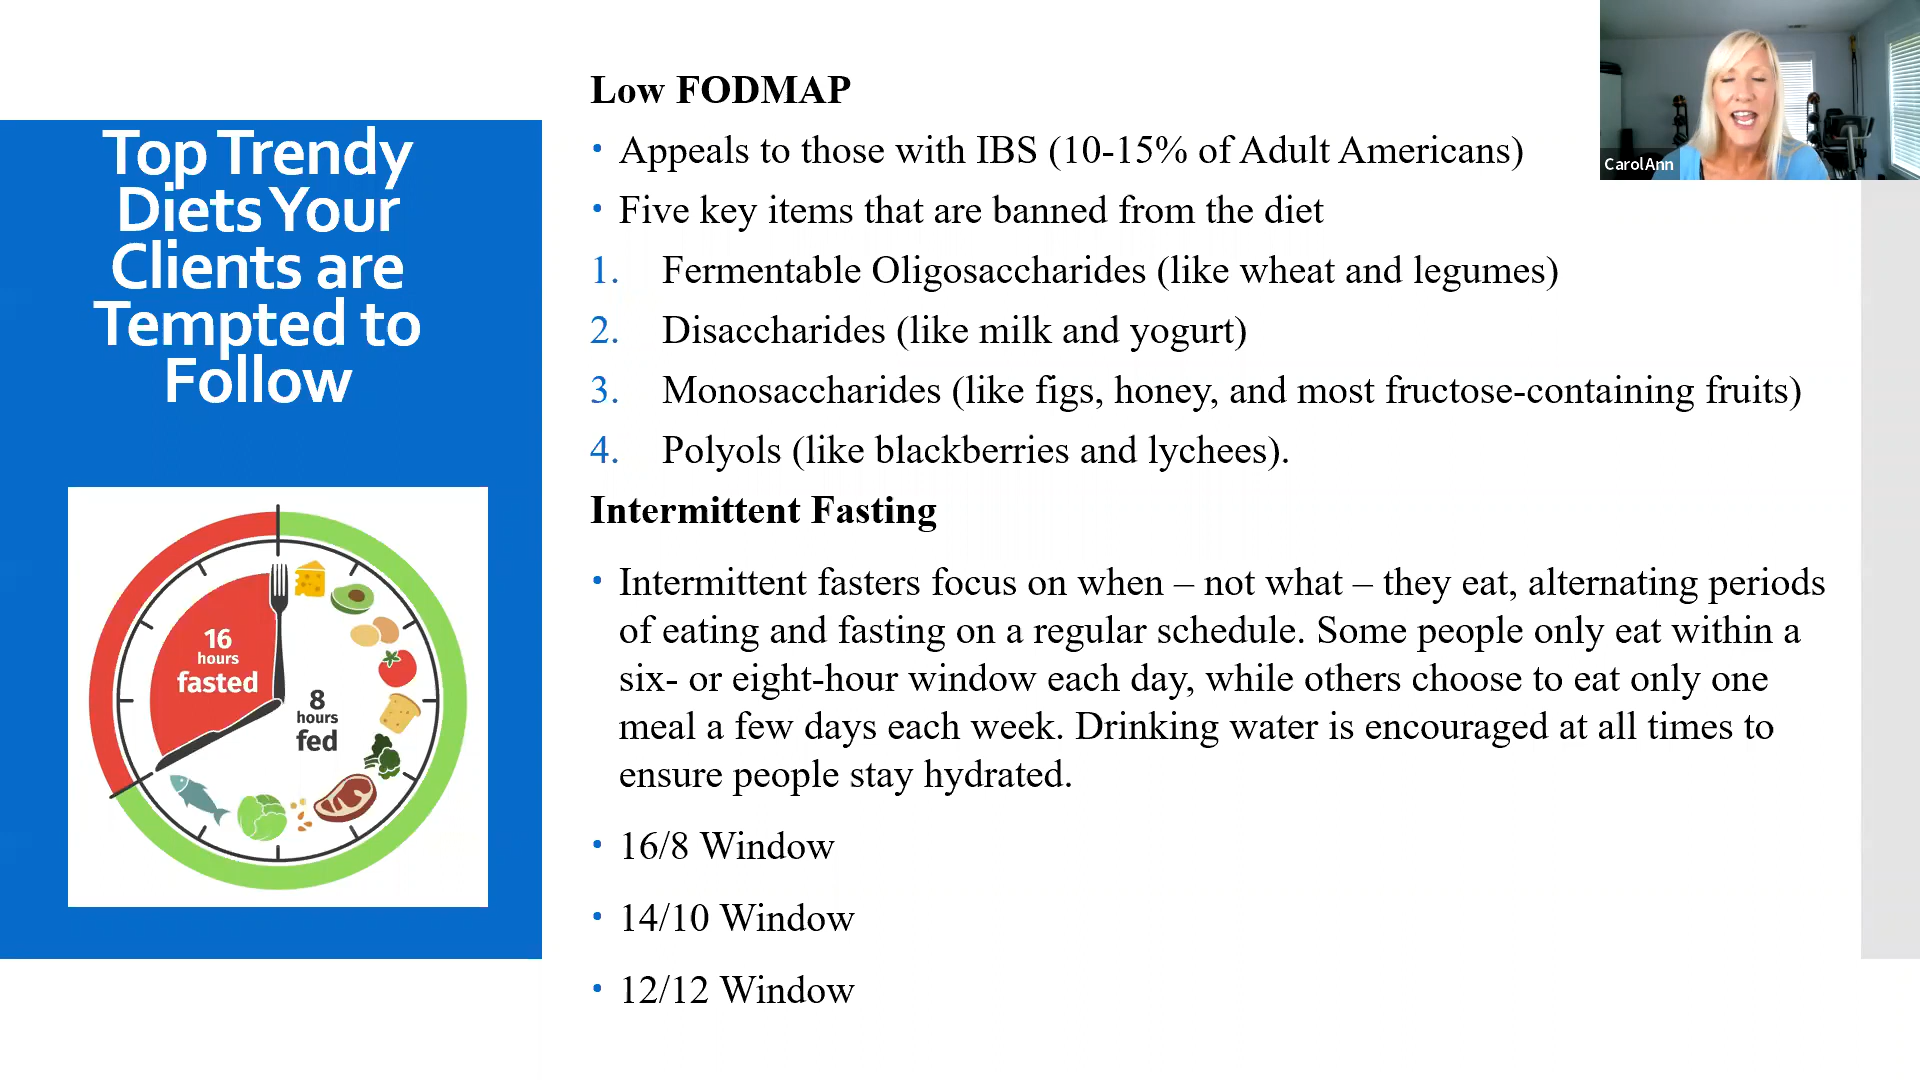 Top Trendy
Diets Your
Clients are
Tempted to
Follow
16
hours
fasted
8
hours
fed
Low FODMAP
• Appeals to those with IBS (10-15% of Adult Americans)
• Five key items that are banned from the diet
1. Fermentable Oligosaccharides (like wheat and legumes)
2. Disaccharides (like milk and yogurt)
3. Monosaccharides (like figs, honey, and most fructose-containing fruits)
4. Polyols (like blackberries and lychees).
Intermittent Fasting
• Intermittent fasters focus on when – not what – they eat, alternating periods
of eating and fasting on a regular schedule. Some people only eat within a
six- or eight-hour window each day, while others choose to eat only one
meal a few days each week. Drinking water is encouraged at all times to
ensure people stay hydrated.
• 16/8 Window
• 14/10 Window
• 12/12 Window
CarolAnn